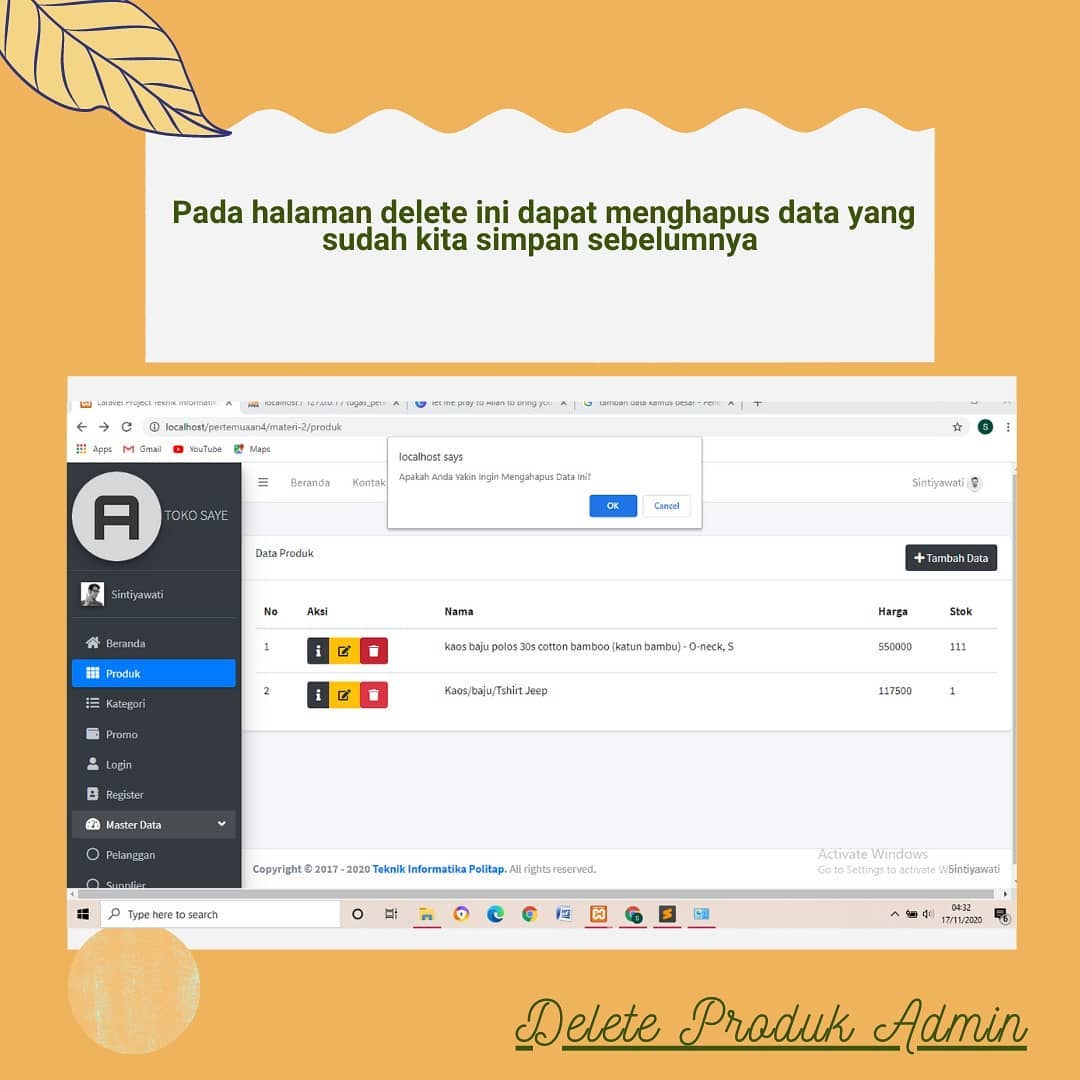 Pada halaman delete ini dapat menghapus data yang
sudah kita simpan sebelumnya
Laravel Project Teknik Informatik
localhost / 127.0.0.1 / tugas_per
let me pray to Allah to bring you
tambah data kamus besar - Pen
localhost/pertemuaan4/materi-2/produk
S
Apps Gmail YouTube Maps
localhost says
Apakah Anda Yakin Ingin Mengahapus Data Ini?
OK Cancel
A TOKO SAYE
Beranda Kontak
Sintiyawati
Sintiyawati
Data Produk
+Tambah Data
No Aksi Nama Harga Stok
1 kaos baju polos 30s cotton bamboo (katun bambu) - O-neck, S 550000 111
2 Kaos/baju/Tshirt Jeep 117500 1
Beranda
Produk
Kategori
Promo
Login
Register
Master Data
Pelanggan
Supplier
Copyright © 2017 - 2020 Teknik Informatika Politap. All rights reserved.
Activate Windows
Go to Settings to activate W
Sintiyawati
Type here to search
04:32
17/11/2020
6
Delete Produk Admin